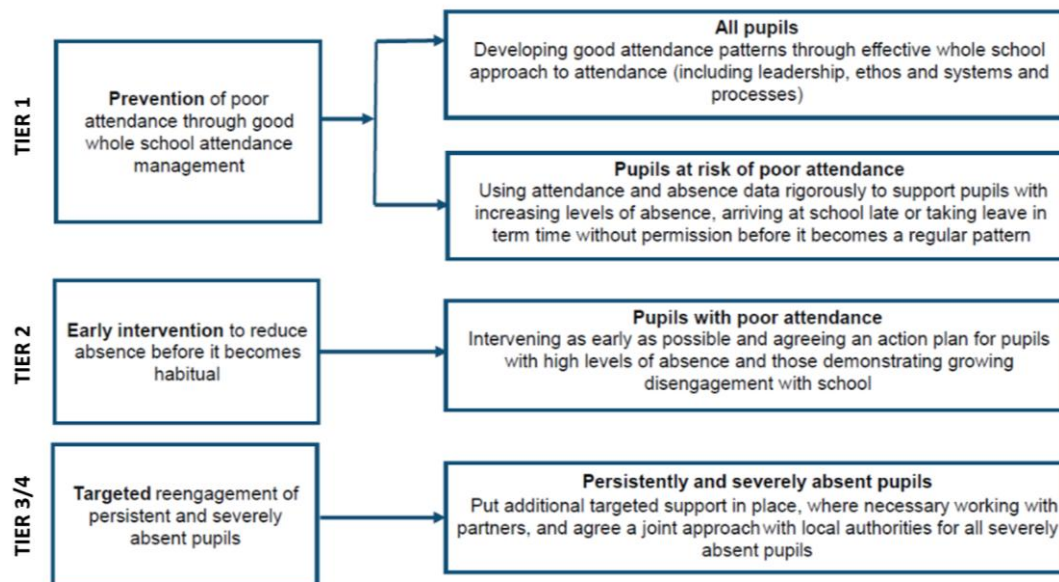 TIER 1
Prevention of poor
attendance through good
whole school attendance
management
All pupils
Developing good attendance patterns through effective whole school
approach to attendance (including leadership, ethos and systems and
processes)
Pupils at risk of poor attendance
Using attendance and absence data rigorously to support pupils with
increasing levels of absence, arriving at school late or taking leave in
term time without permission before it becomes a regular pattern
TIER 2
Early intervention to reduce
absence before it becomes
habitual
Pupils with poor attendance
Intervening as early as possible and agreeing an action plan for pupils
with high levels of absence and those demonstrating growing
disengagement with school
TIER 3/4
Targeted reengagement of
persistent and severely
absent pupils
Persistently and severely absent pupils
Put additional targeted support in place, where necessary working with
partners, and agree a joint approach with local authorities for all severely
absent pupils